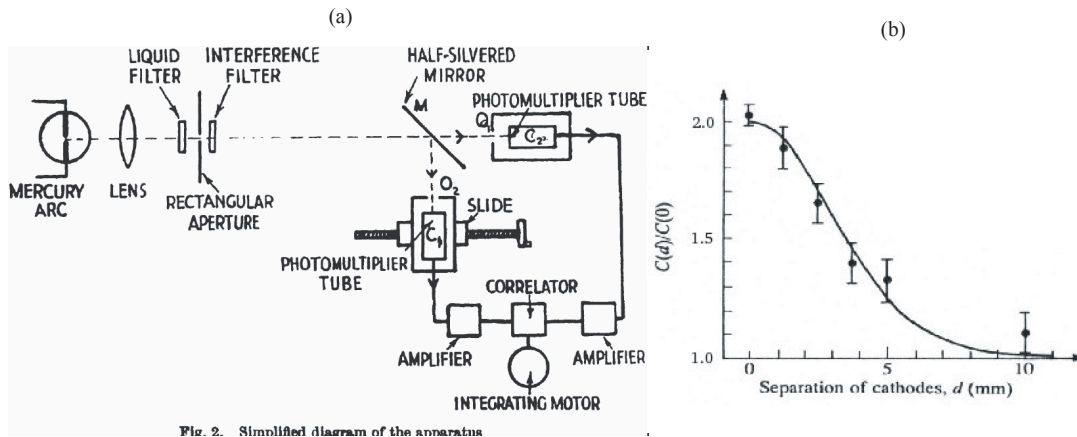 (a)
(b)
LIQUID
FILTER
INTERFERENCE
FILTER
HALF-SILVERED
MIRROR
M
PHOTOMULTIPLIER TUBE
C₂
MERCURY
ARC
LENS
RECTANGULAR
APERTURE
O₂
SLIDE
PHOTOMULTIPLIER
TUBE
CORRELATOR
AMPLIFIER
AMPLIFIER
INTEGRATING MOTOR
Fig. 2. Simplified diagram of the apparatus
C(d)/C(0)
2.0
1.5
1.0
0
5
10
Separation of cathodes, d (mm)